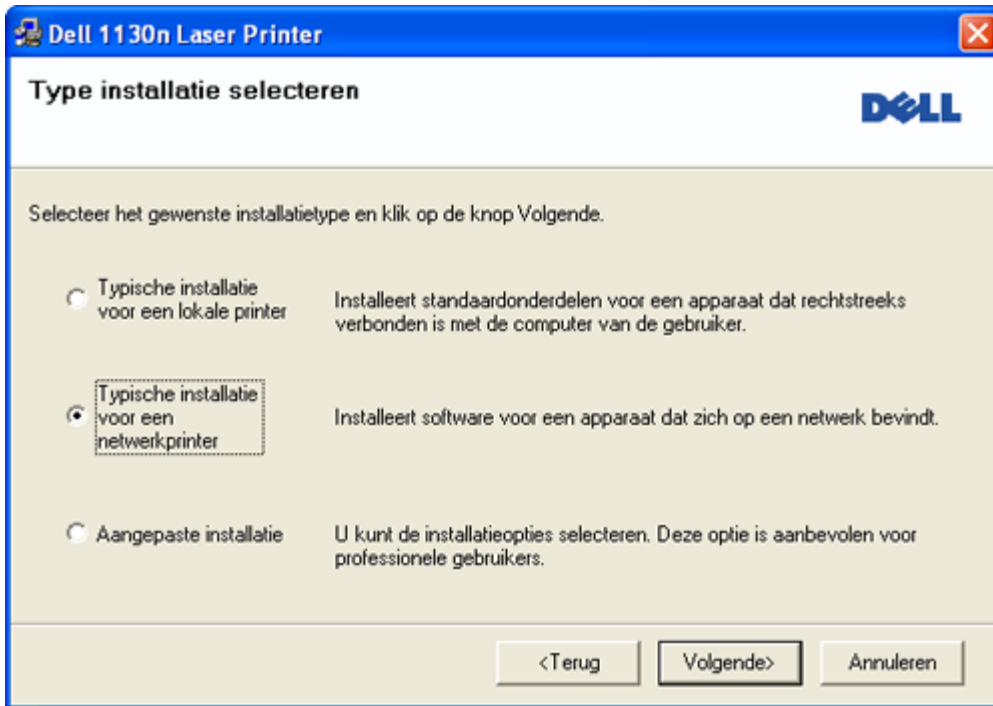 Dell 1130n Laser Printer
Type installatie selecteren
DELL
Selecteer het gewenste installatietype en klik op de knop Volgende.
Typische installatie
voor een lokale printer
Installeert standaardonderdelen voor een apparaat dat rechtstreeks
verbonden is met de computer van de gebruiker.
Typische installatie
voor een
netwerkprinter
Installeert software voor een apparaat dat zich op een netwerk bevindt.
Aangepaste installatie
U kunt de installatieopties selecteren. Deze optie is aanbevolen voor
professionele gebruikers.
<Terug
Volgende>
Annuleren